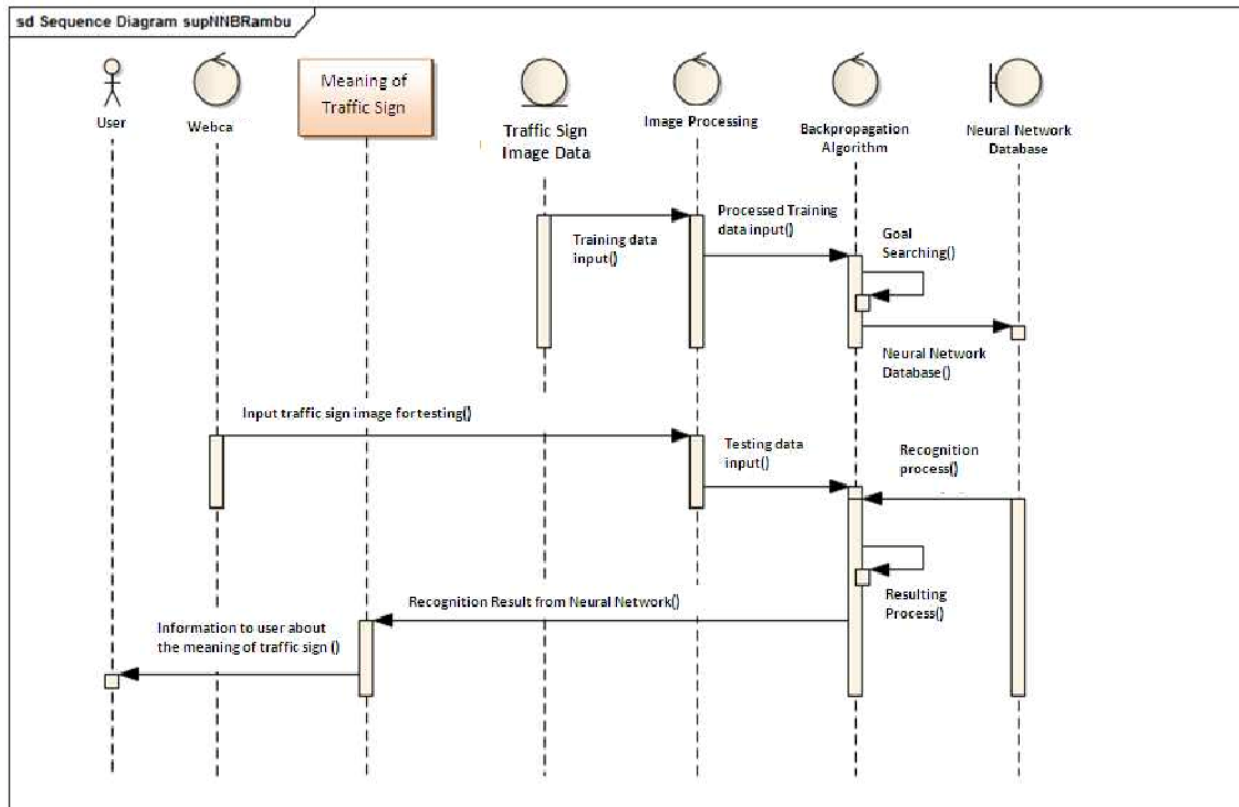 sd Sequence Diagram supNNBRambu
User
Webca
Meaning of
Traffic Sign
Traffic Sign
Image Data
Image Processing
Backpropagation
Algorithm
Neural Network
Database
Training data
input()
Processed Training
data input()
Goal
Searching()
Neural Network
Database()
Input traffic sign image fortesting()
Testing data
input()
Recognition
process()
Resulting
Process()
Recognition Result from Neural Network()
Information to user about
the meaning of traffic sign ()